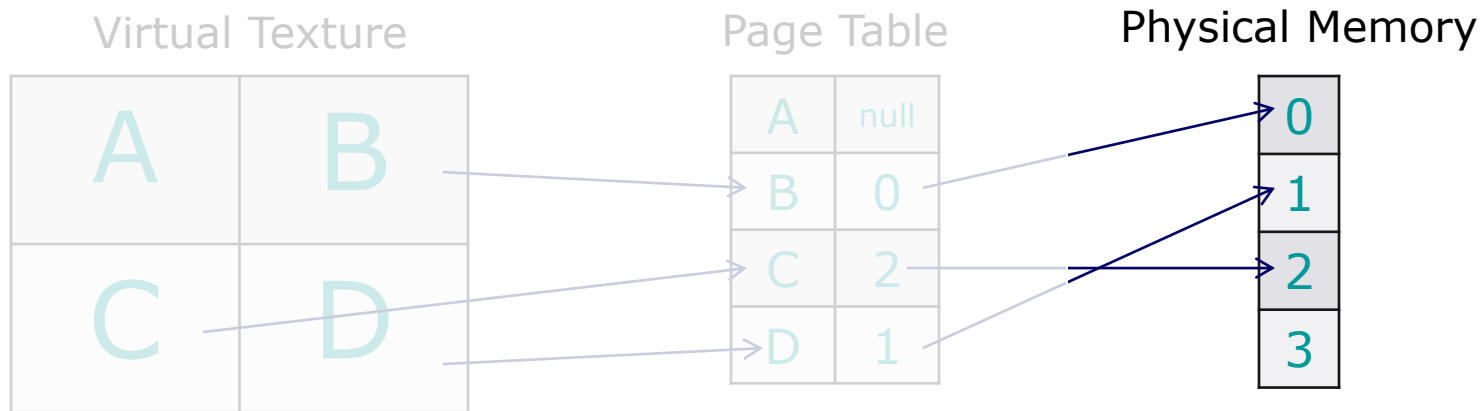 Virtual Texture
A B
C D
Page Table
A null
B 0
C 2
D 1
Physical Memory
0
1
2
3